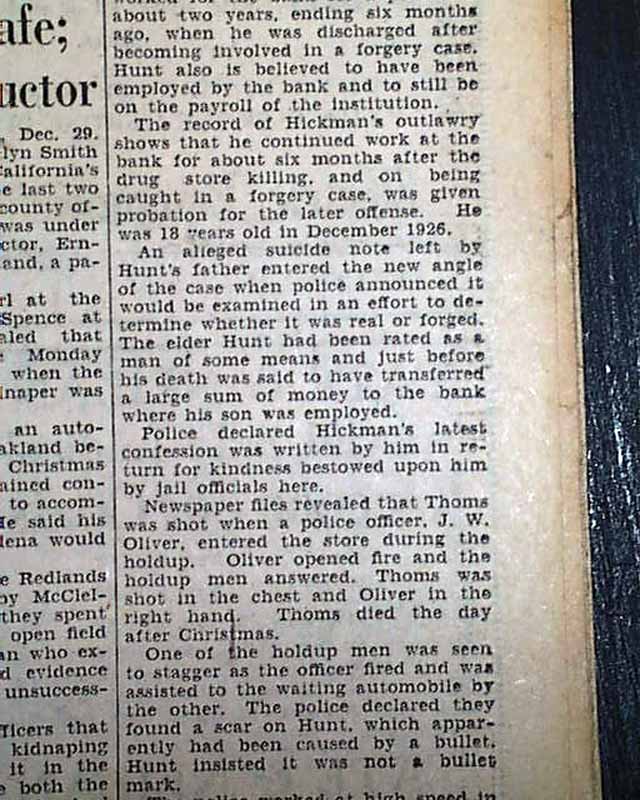 afe;
uctor
, Dec. 29.
lyn Smith
California's
e last two
county of-
was under
ctor, Ern-
and, a pa-
rl at the
Spence at
aled that
e Monday
when the
dnaper was
an auto-
akland be-
Christmas
ained con-
to accom-
He said his
dena would
e Redlands
by McClel-
they spent
open field
an who ex-
d evidence
unsuccess-
fficers that
kidnaping
it in the
e both the
about two years, ending six months
ago, when he was discharged after
becoming involved in a forgery case.
Hunt also is believed to have been
employed by the bank and to still be
on the payroll of the institution.
The record of Hickman's outlawry
shows that he continued work at the
bank for about six months after the
drug store killing, and on being
caught in a forgery case, was given
probation for the later offense. He
was 18 years old in December 1926.
An alleged suicide note left by
Hunt's father entered the new angle
of the case when police announced it
would be examined in an effort to de-
termine whether it was real or forged.
The elder Hunt had been rated as a
man of some means and just before
his death was said to have transferred
a large sum of money to the bank
where his son was employed.
Police declared Hickman's latest
confession was written by him in re-
turn for kindness bestowed upon him
by jail officials here.
Newspaper files revealed that Thoms
was shot when a police officer, J. W.
Oliver, entered the store during the
holdup. Oliver opened fire and the
holdup men answered. Thoms was
shot in the chest and Oliver in the
right hand. Thoms died the day
after Christmas.
One of the holdup men was seen
to stagger as the officer fired and was
assisted to the waiting automobile by
the other. The police declared they
found a scar on Hunt, which appar-
ently had been caused by a bullet.
Hunt insisted it was not a bullet
mark.